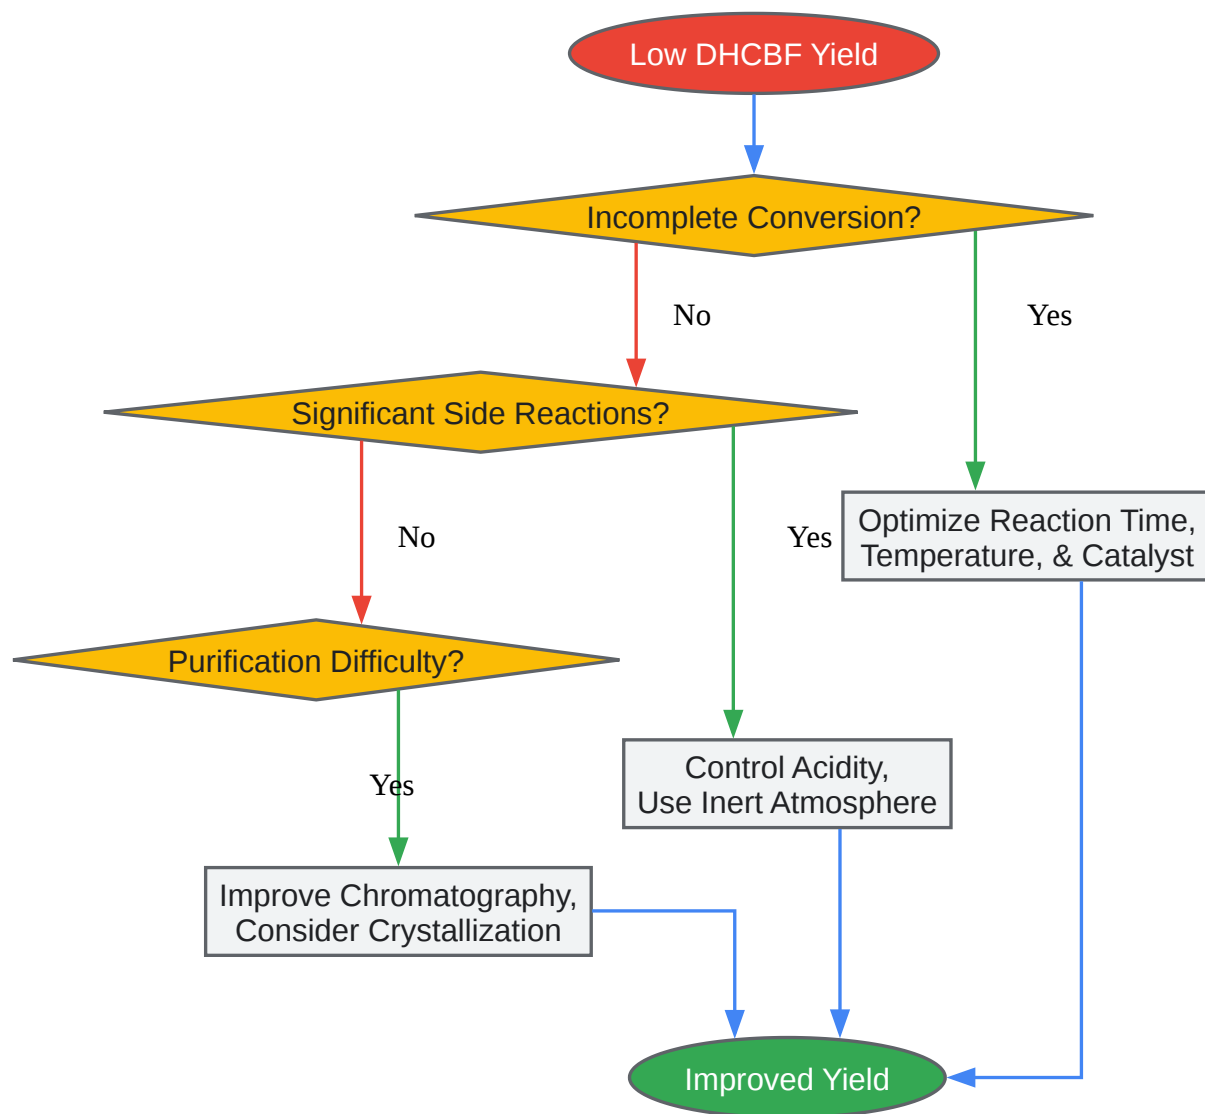 Low DHCBF Yield
Incomplete Conversion?
No
Yes
Significant Side Reactions?
No
Yes
Optimize Reaction Time,
Temperature, & Catalyst
Purification Difficulty?
Yes
Control Acidity,
Use Inert Atmosphere
Improve Chromatography,
Consider Crystallization
Improved Yield